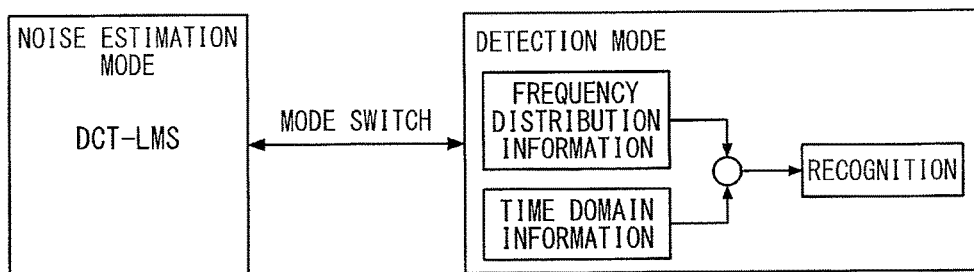 NOISE ESTIMATION
MODE
DCT-LMS
MODE SWITCH
DETECTION MODE
FREQUENCY
DISTRIBUTION
INFORMATION
TIME DOMAIN
INFORMATION
RECOGNITION